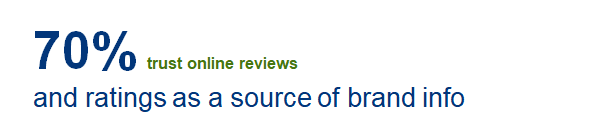 70% trust online reviews
and ratings as a source of brand info